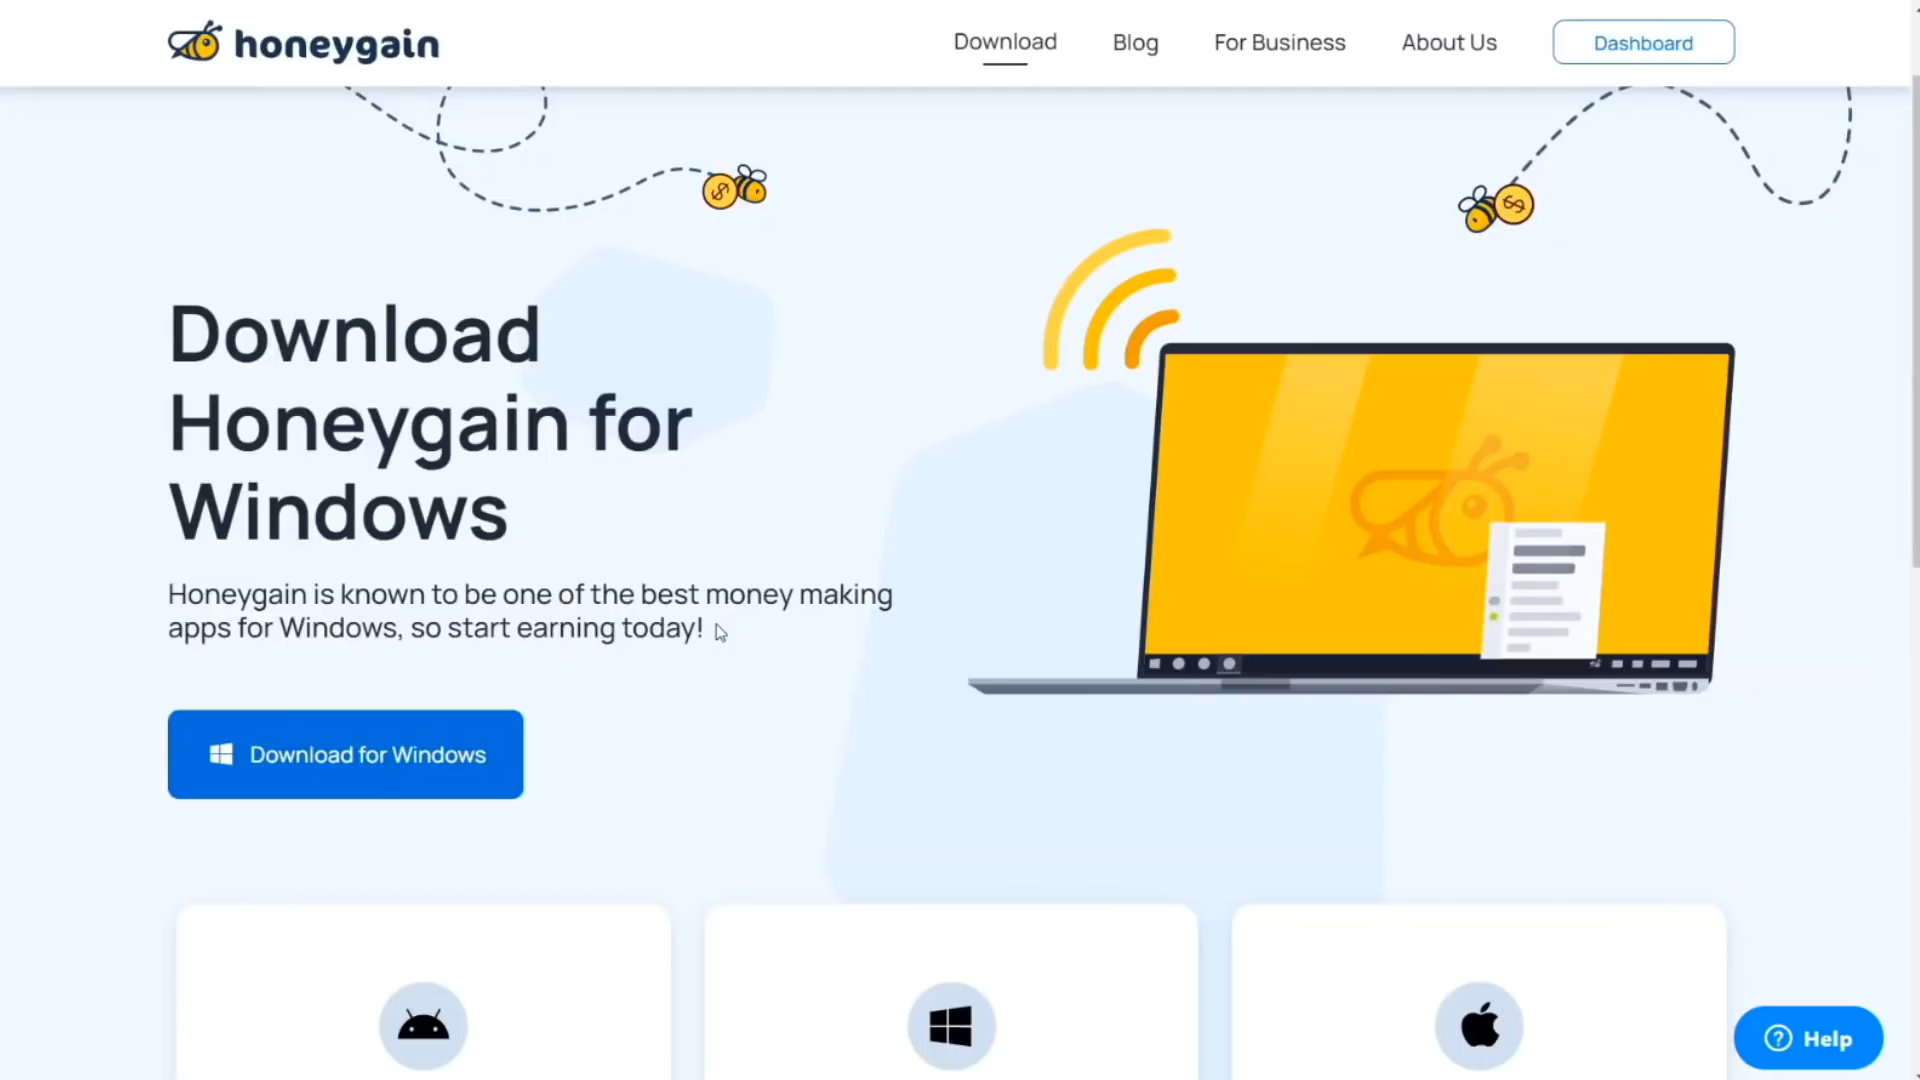 honeygain
Download
Blog
For Business
About Us
Dashboard
Download
Honeygain for
Windows
Honeygain is known to be one of the best money making
apps for Windows, so start earning today!
Download for Windows
Help